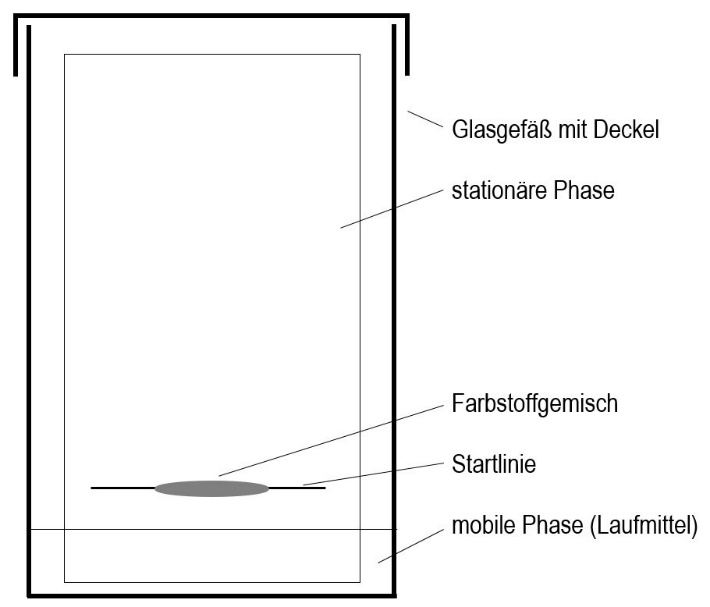 Glasgefäß mit Deckel
stationäre Phase
Farbstoffgemisch
Startlinie
mobile Phase (Laufmittel)